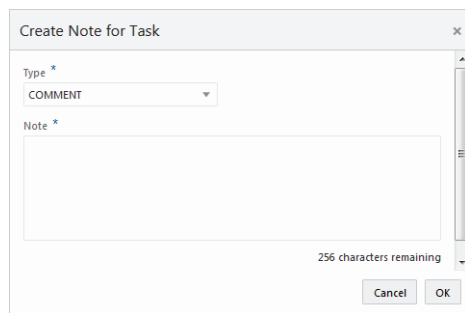 Create Note for Task
Type *
COMMENT
Note *
256 characters remaining
Cancel OK